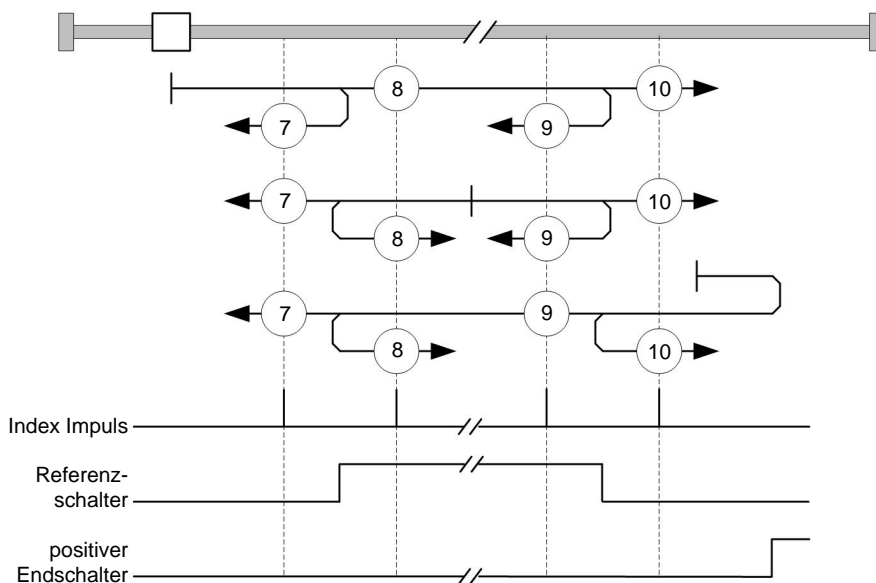 8
10
7
9
7
10
8
9
7
9
8
10
Index Impuls
Referenz-
schalter
positiver
Endschalter